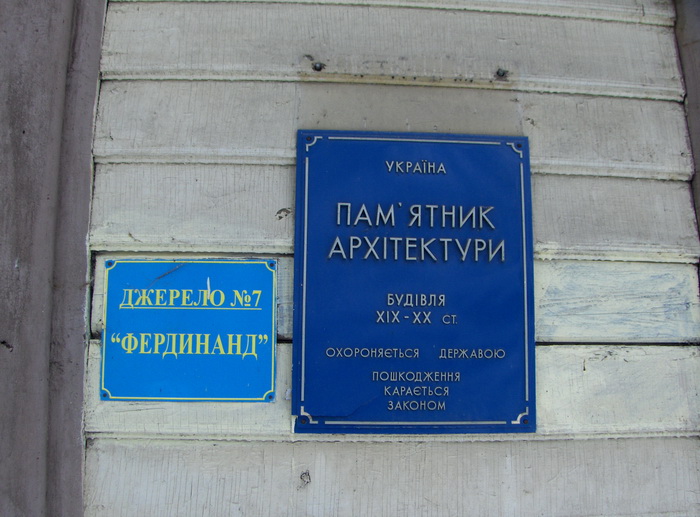 ДЖЕРЕЛО №7
“ФЕРДИНАНД”
УКРАЇНА
ПАМ`ЯТНИК
АРХІТЕКТУРИ
БУДІВЛЯ
XIX - XX СТ.
ОХОРОНЯЄТЬСЯ ДЕРЖАВОЮ
ПОШКОДЖЕННЯ
КАРАЄТЬСЯ
ЗАКОНОМ